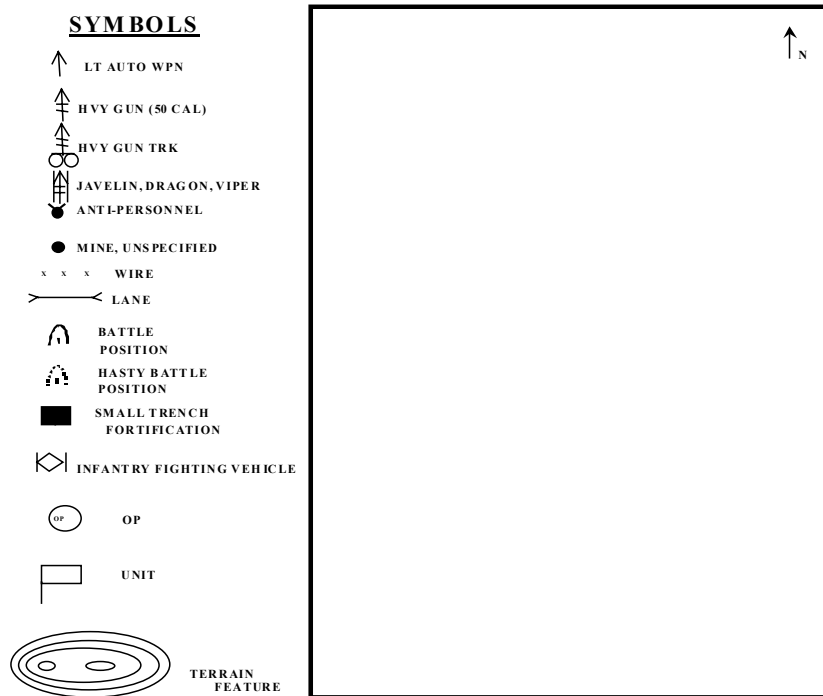 SYMBOLS
LT AUTO WPN
HVY GUN (50 CAL)
HVY GUN TRK
JAVELIN, DRAGON, VIPER
ANTI-PERSONNEL
MINE, UNSPECIFIED
x x x WIRE
LANE
BATTLE
POSITION
HASTY BATTLE
POSITION
SMALL TRENCH
FORTIFICATION
INFANTRY FIGHTING VEHICLE
OP OP
UNIT
TERRAIN
FEATURE
N